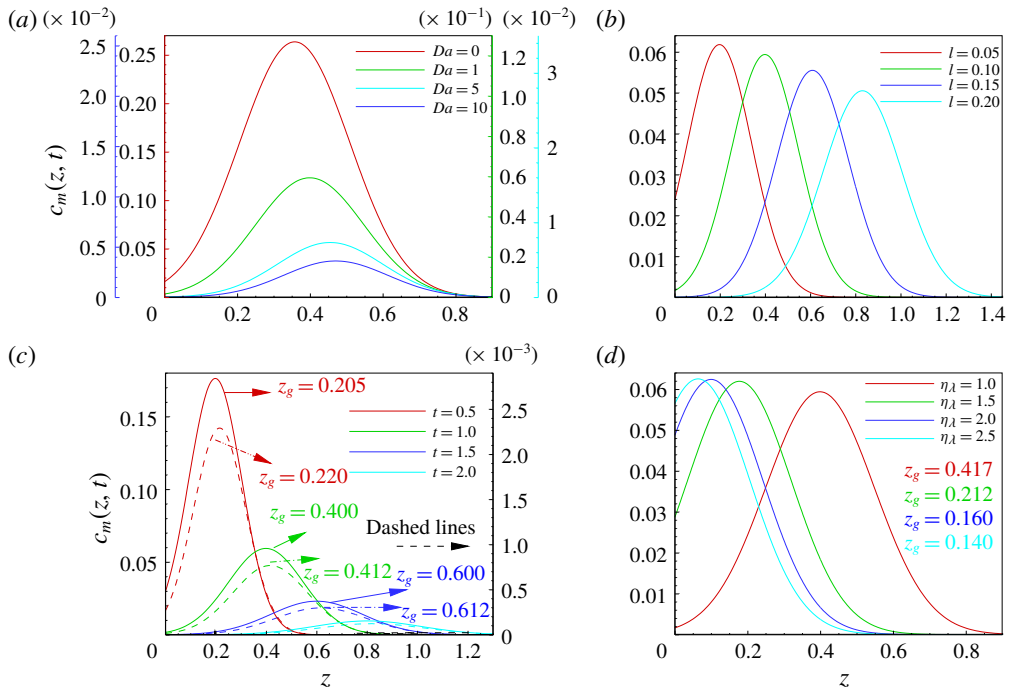 (a) (× 10⁻²) (× 10⁻¹) (× 10⁻²)
2.5 0.25 1.2 3
2.0 0.20 1.0
1.5 0.15 0.8 2
1.0 0.10 0.6
0.5 0.05 0.4 1
0 0.2
0 0
c_m(z, t)
Da = 0
Da = 1
Da = 5
Da = 10
0 0.2 0.4 0.6 0.8
(b)
0.06
0.05
0.04
0.03
0.02
0.01
l = 0.05
l = 0.10
l = 0.15
l = 0.20
0 0.2 0.4 0.6 0.8 1.0 1.2 1.4
(c) (× 10⁻³)
0.15 2.5
0.10 2.0
0.05 1.5
1.0
0.5
0
c_m(z, t)
z_g = 0.205
t = 0.5
t = 1.0
t = 1.5
t = 2.0
z_g = 0.220
z_g = 0.400
Dashed lines
z_g = 0.412
z_g = 0.600
z_g = 0.612
0 0.2 0.4 0.6 0.8 1.0 1.2
z
(d)
0.06
0.05
0.04
0.03
0.02
0.01
η_λ = 1.0
η_λ = 1.5
η_λ = 2.0
η_λ = 2.5
z_g = 0.417
z_g = 0.212
z_g = 0.160
z_g = 0.140
0 0.2 0.4 0.6 0.8
z